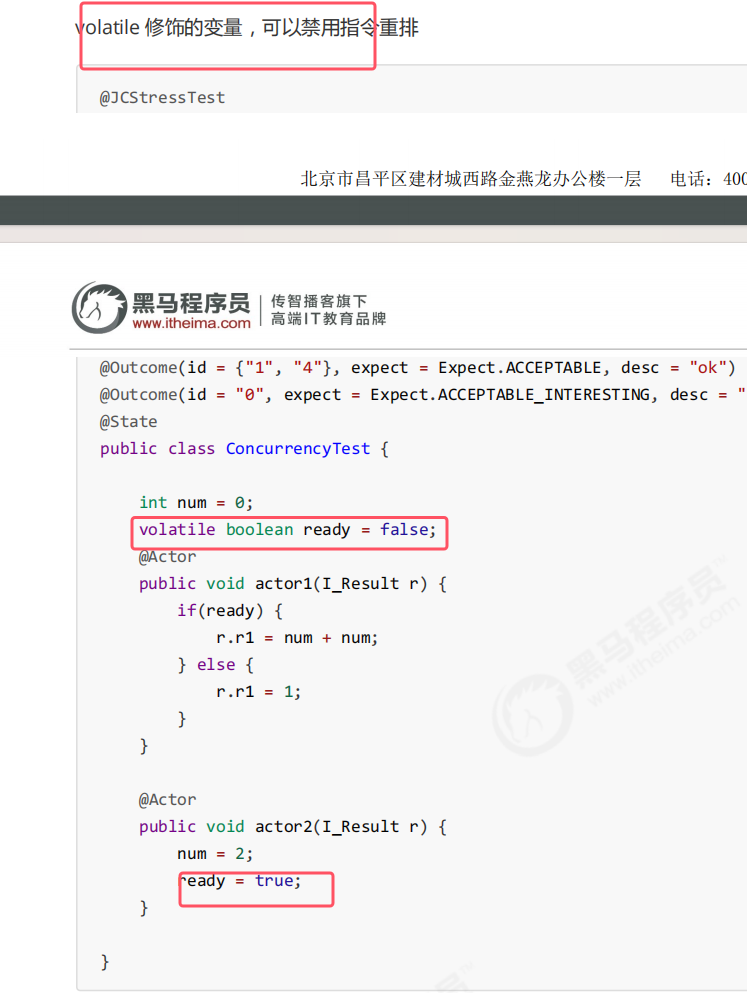 volatile 修饰的变量，可以禁用指令重排
@JCStressTest
北京市昌平区建材城西路金燕龙办公楼一层 电话：400
黑马程序员 传智播客旗下
www.itheima.com 高端IT教育品牌
@Outcome(id = {"1", "4"}, expect = Expect.ACCEPTABLE, desc = "ok")
@Outcome(id = "0", expect = Expect.ACCEPTABLE_INTERESTING, desc = "
@State
public class ConcurrencyTest {
int num = 0;
volatile boolean ready = false;
@Actor
public void actor1(I_Result r) {
if(ready) {
r.r1 = num + num;
} else {
r.r1 = 1;
}
}
黑马程序员
www.itheima.com
@Actor
public void actor2(I_Result r) {
num = 2;
ready = true;
}
}